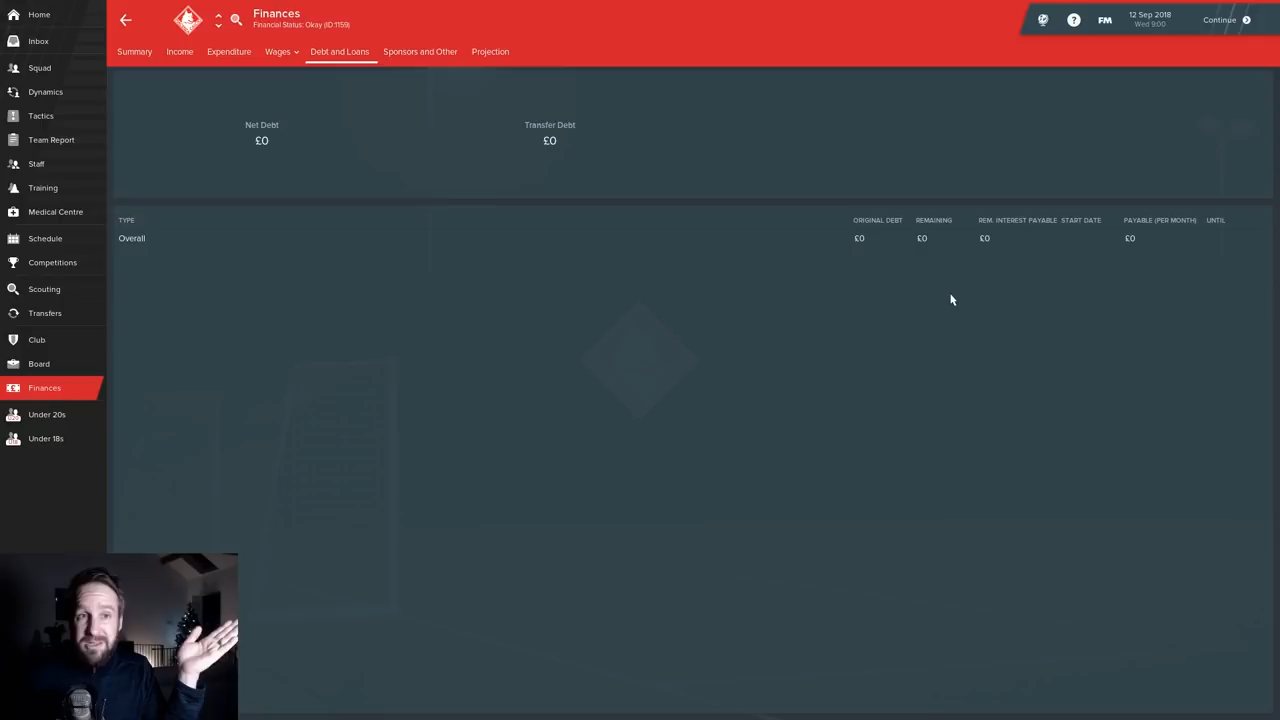 Home
Inbox
Squad
Dynamics
Tactics
Team Report
Staff
Training
Medical Centre
Schedule
Competitions
Scouting
Transfers
Club
Board
Finances
Under 20s
Under 18s
Finances
Financial Status: Okay (ID:1159)
? FM
12 Sep 2018
Wed 9:00
Continue
Summary Income Expenditure Wages Debt and Loans Sponsors and Other Projection
Net Debt Transfer Debt
£0 £0
TYPE ORIGINAL DEBT REMAINING REM. INTEREST PAYABLE START DATE PAYABLE (PER MONTH) UNTIL
Overall £0 £0 £0 £0